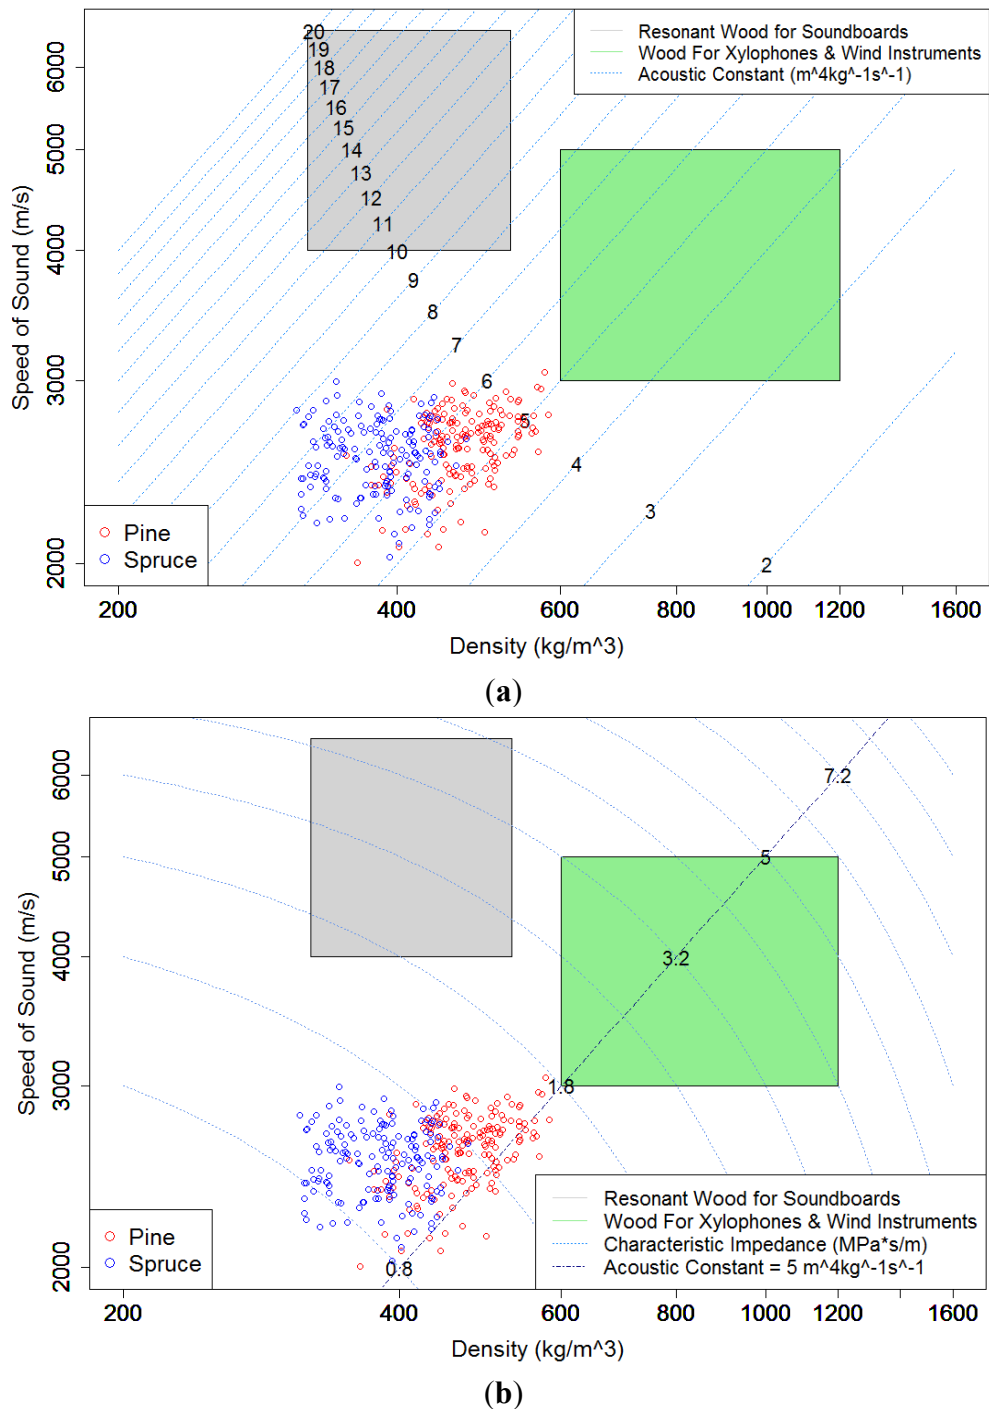 20
19
18
17
16
15
14
13
12
11
10
9
8
7
6
5
4
3
2
Resonant Wood for Soundboards
Wood For Xylophones & Wind Instruments
Acoustic Constant (m^4kg^-1s^-1)
Pine
Spruce
6000
5000
4000
3000
2000
Speed of Sound (m/s)
200 400 600 800 1000 1200 1600
Density (kg/m^3)
(a)
7.2
5
3.2
1.8
0.8
6000
5000
4000
3000
2000
Speed of Sound (m/s)
Pine
Spruce
Resonant Wood for Soundboards
Wood For Xylophones & Wind Instruments
Characteristic Impedance (MPa*s/m)
Acoustic Constant = 5 m^4kg^-1s^-1
200 400 600 800 1000 1200 1600
Density (kg/m^3)
(b)